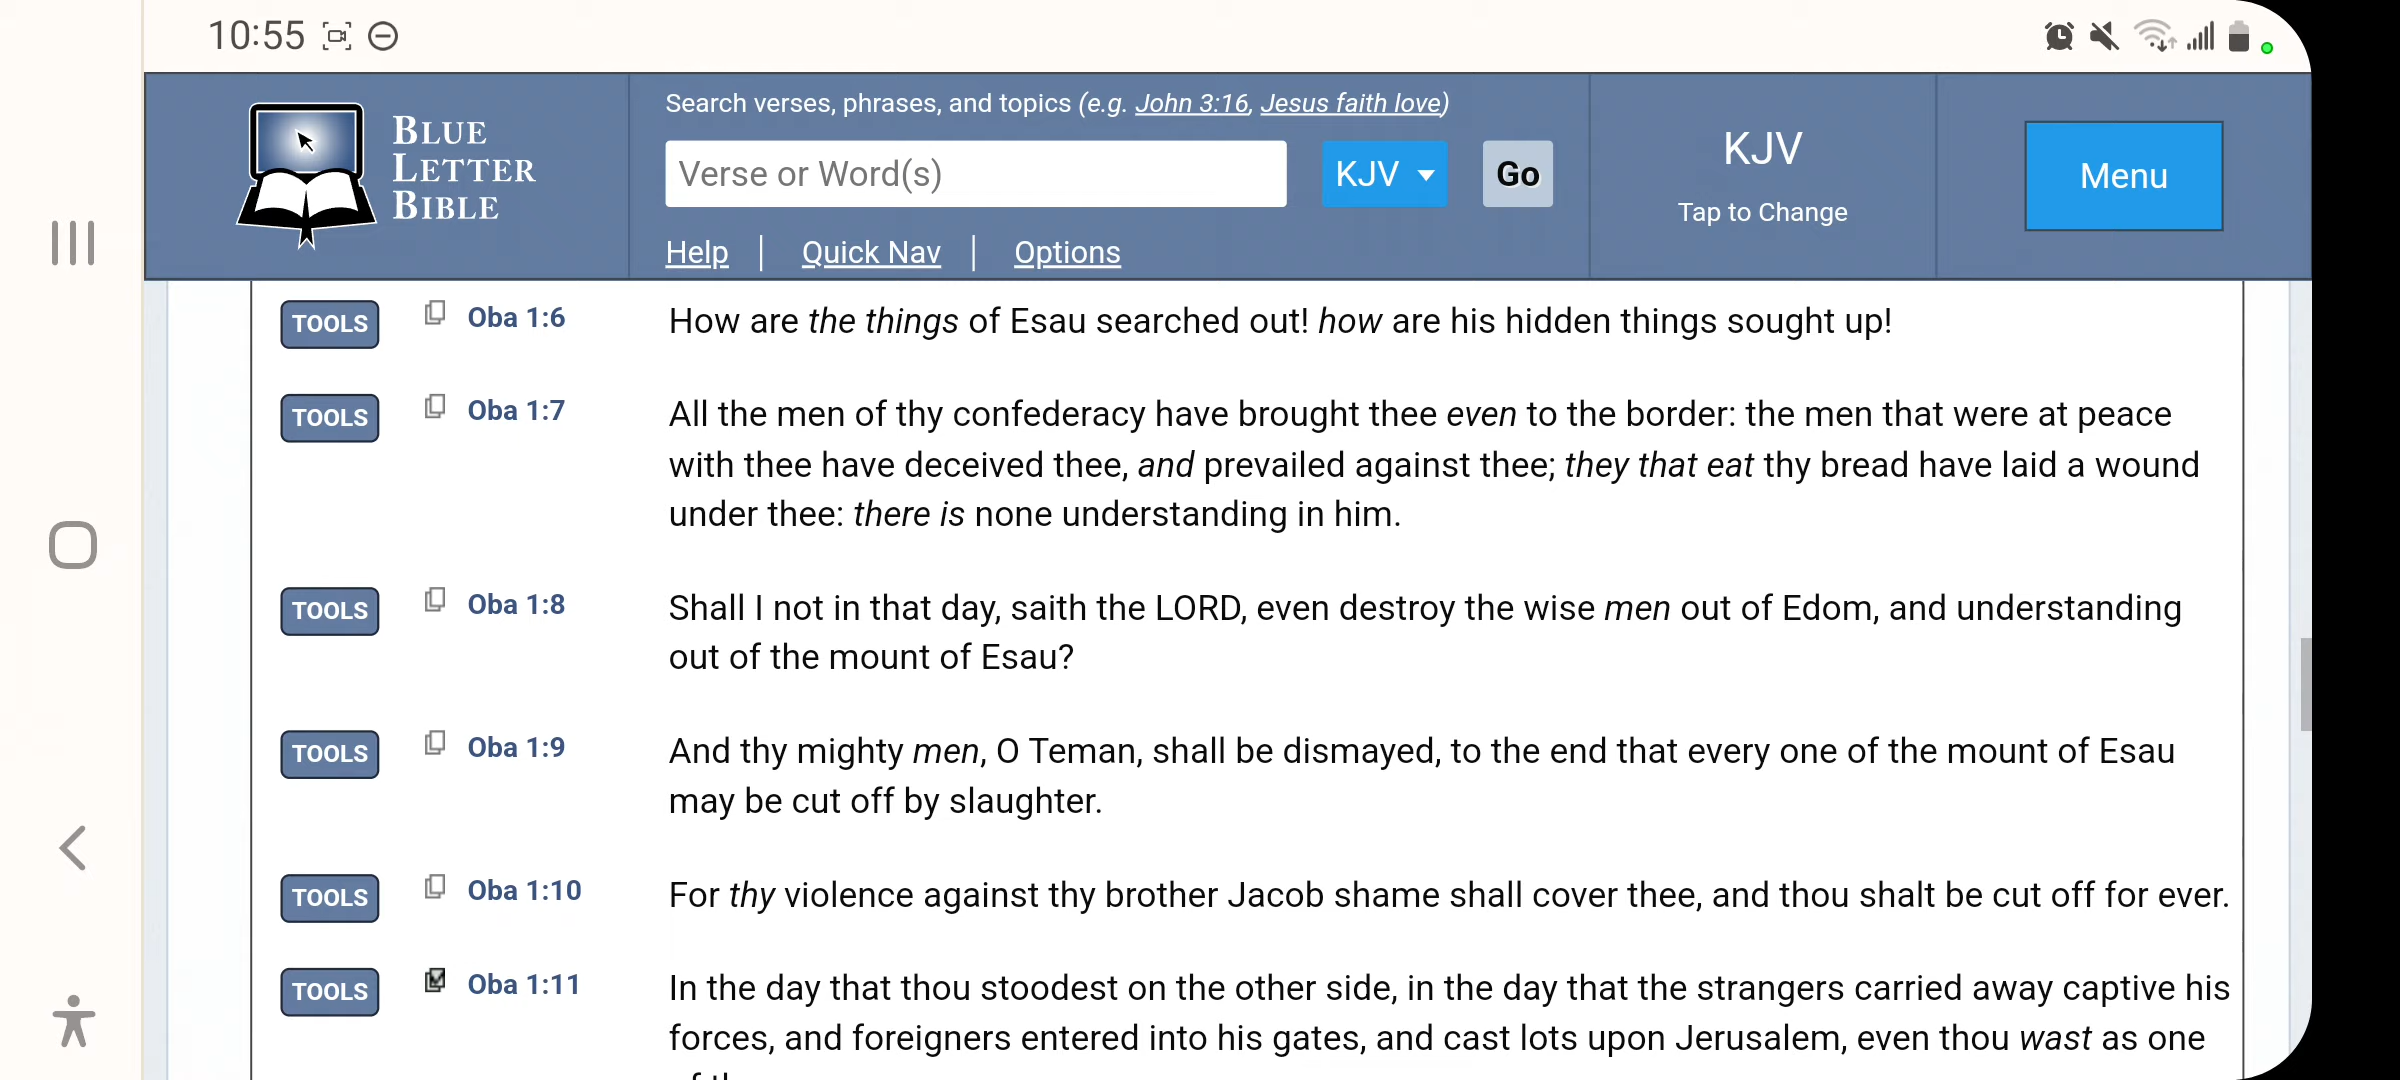 10:55
BLUE
LETTER
BIBLE
Search verses, phrases, and topics (e.g. John 3:16, Jesus faith love)
Verse or Word(s)
KJV
Go
Help | Quick Nav | Options
KJV
Tap to Change
Menu
TOOLS Oba 1:6 How are the things of Esau searched out! how are his hidden things sought up!
TOOLS Oba 1:7 All the men of thy confederacy have brought thee even to the border: the men that were at peace
with thee have deceived thee, and prevailed against thee; they that eat thy bread have laid a wound
under thee: there is none understanding in him.
TOOLS Oba 1:8 Shall I not in that day, saith the LORD, even destroy the wise men out of Edom, and understanding
out of the mount of Esau?
TOOLS Oba 1:9 And thy mighty men, O Teman, shall be dismayed, to the end that every one of the mount of Esau
may be cut off by slaughter.
TOOLS Oba 1:10 For thy violence against thy brother Jacob shame shall cover thee, and thou shalt be cut off for ever.
TOOLS Oba 1:11 In the day that thou stoodest on the other side, in the day that the strangers carried away captive his
forces, and foreigners entered into his gates, and cast lots upon Jerusalem, even thou wast as one